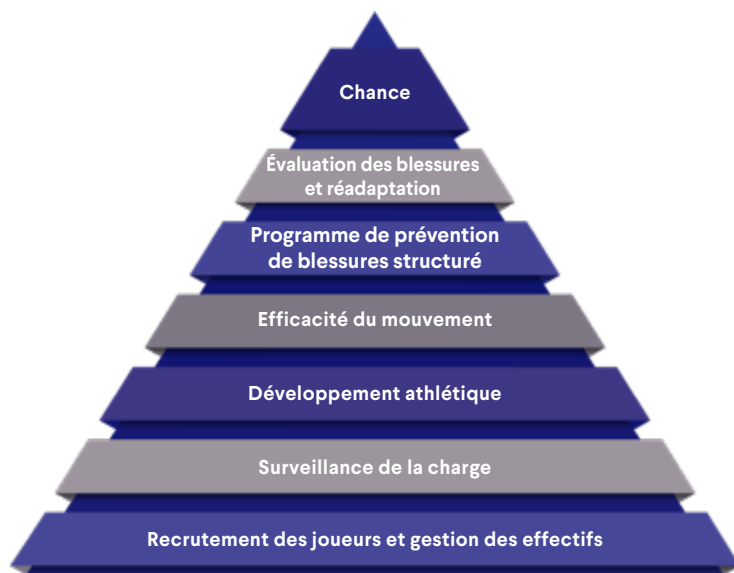 Chance
Évaluation des blessures
et réadaptation
Programme de prévention
de blessures structuré
Efficacité du mouvement
Développement athlétique
Surveillance de la charge
Recrutement des joueurs et gestion des effectifs